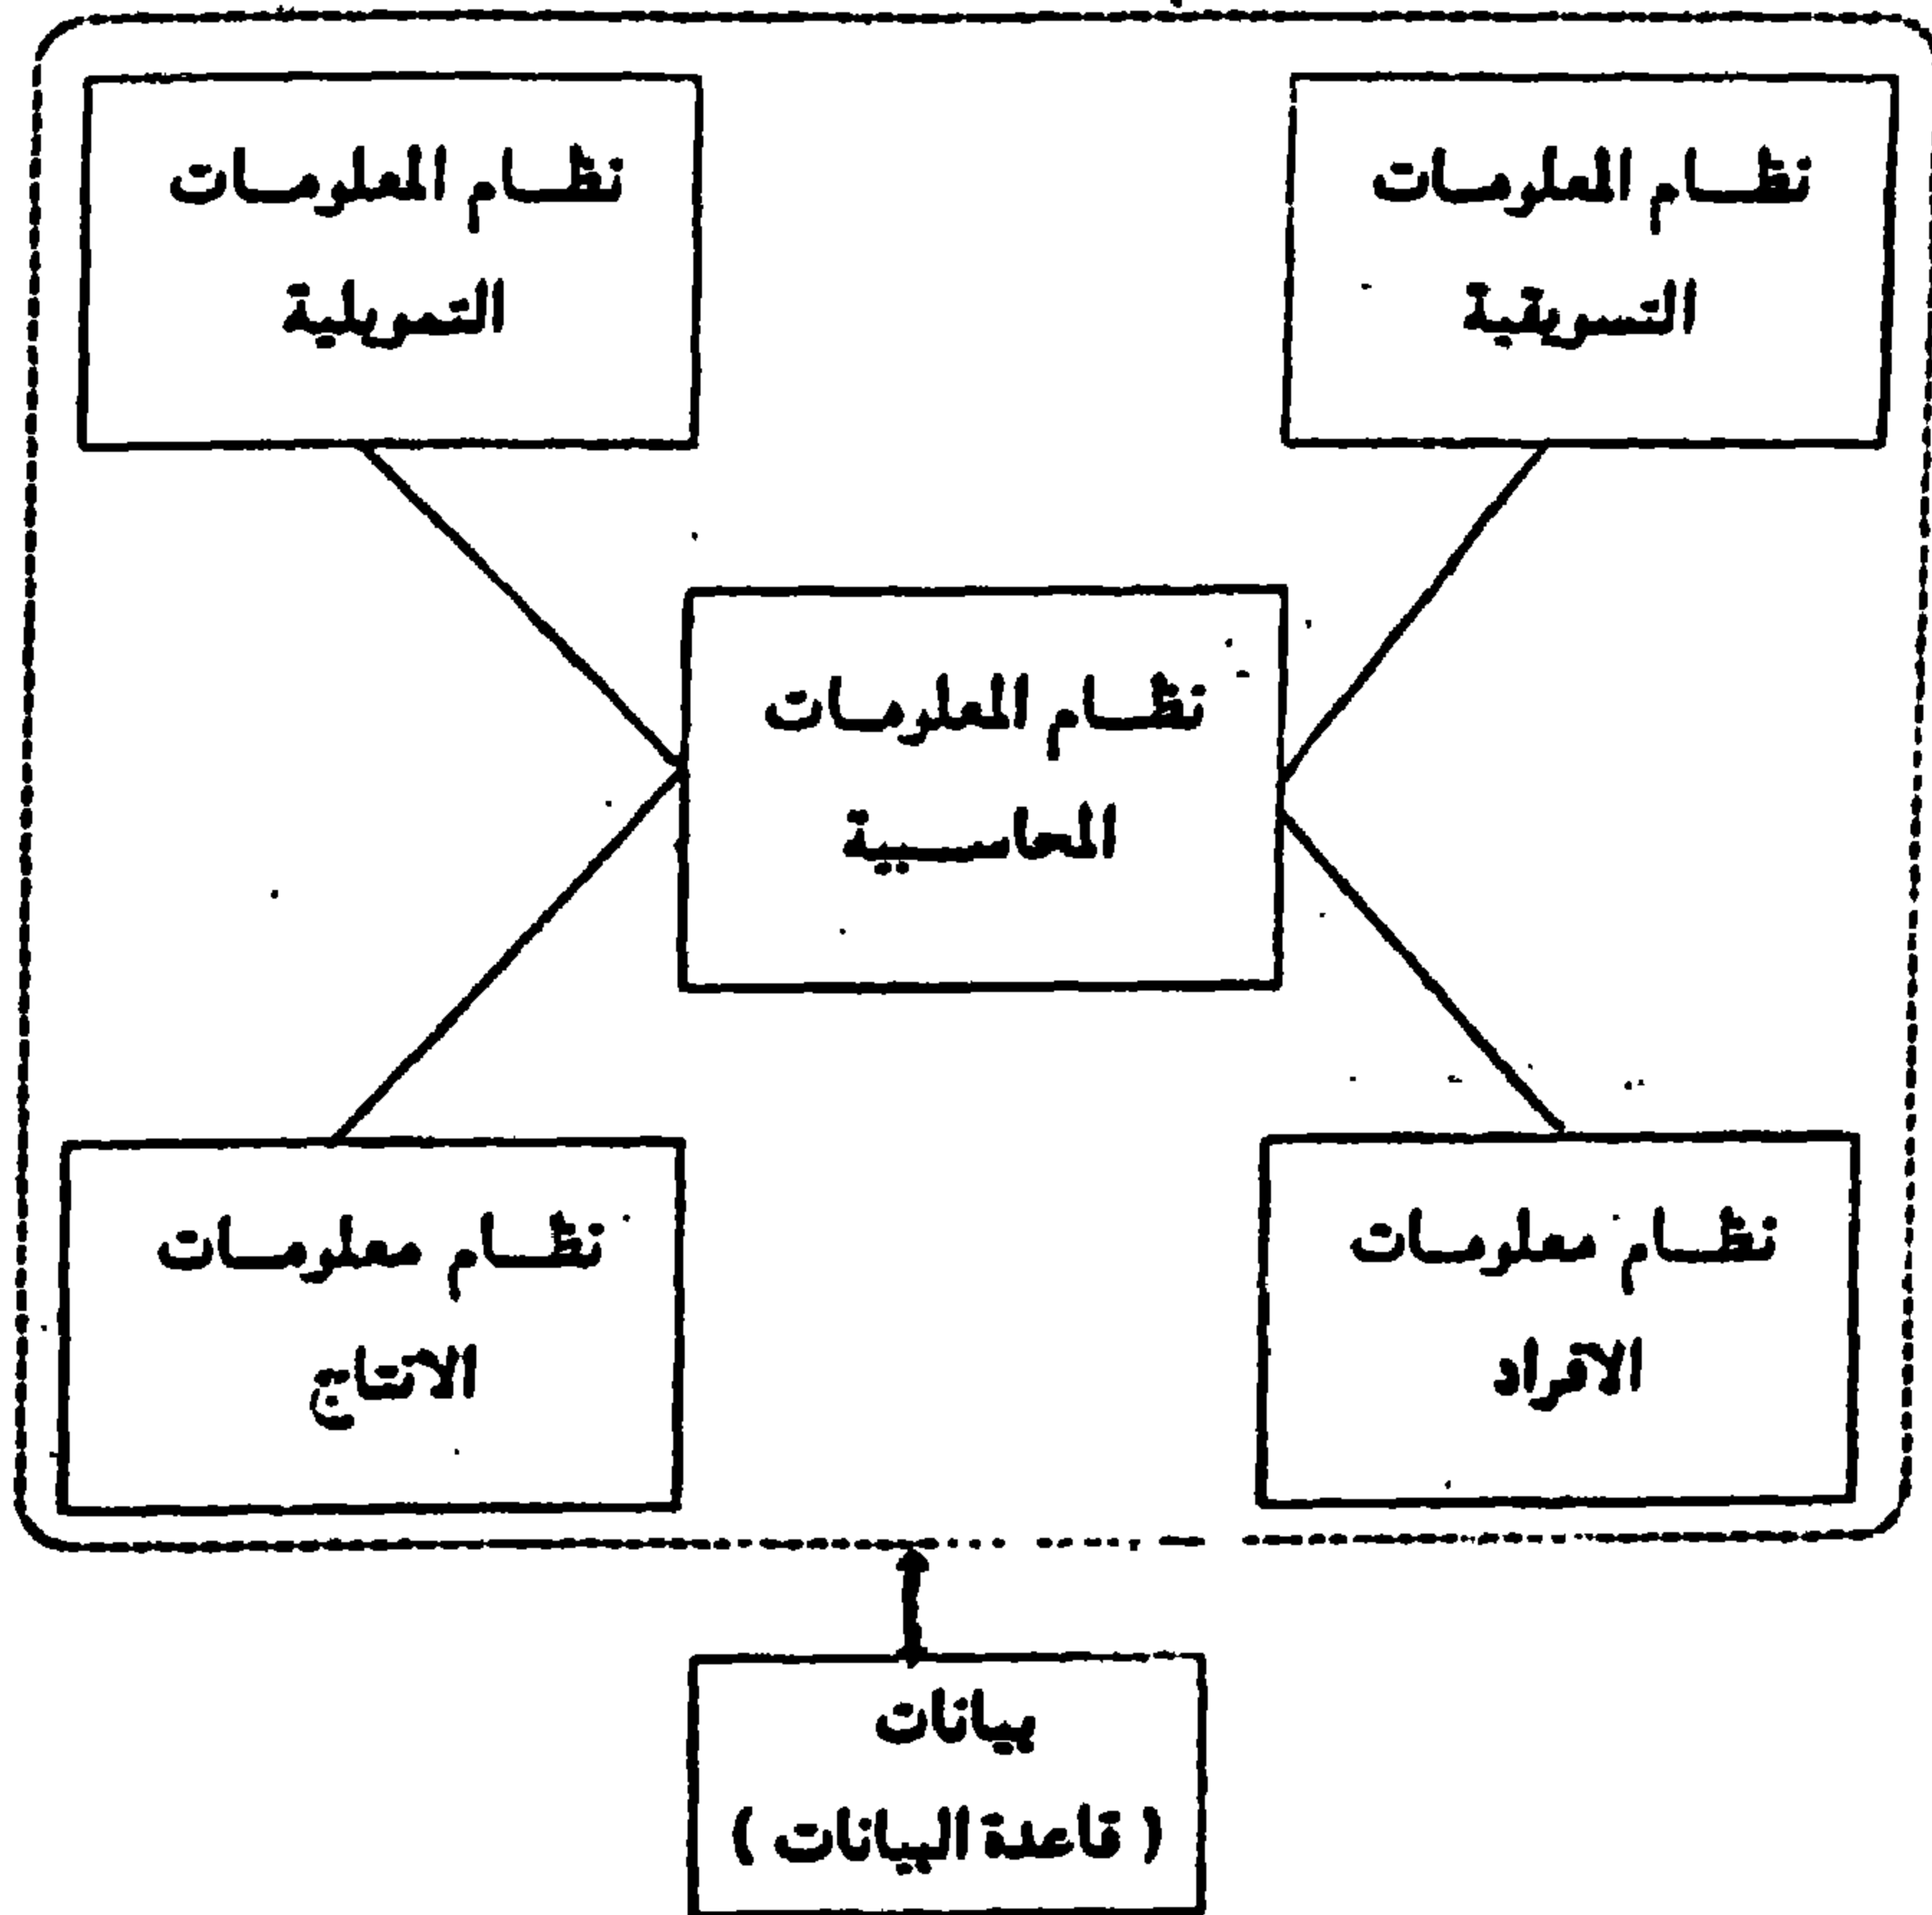 نظام المعلومات
التسويقية
نظام المعلومات
التمويلية
نظام المعلومات
المحاسبية
نظام معلومات
الافراد
نظام معلومات
الانتاج
بيانات
( قاعدة البيانات )